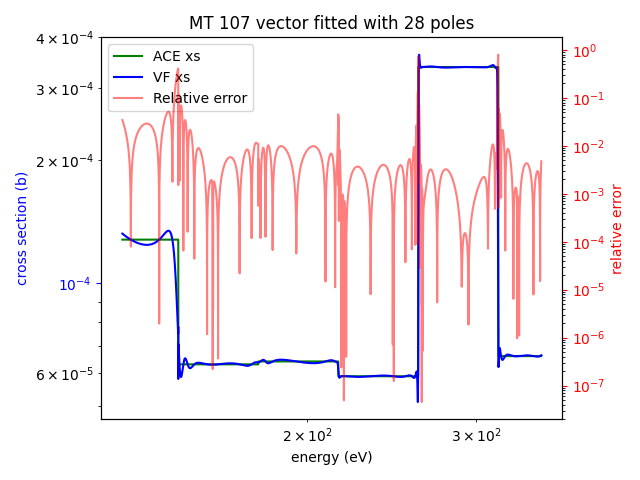 MT 107 vector fitted with 28 poles
ACE xs
VF xs
Relative error
4 × 10⁻⁴
3 × 10⁻⁴
2 × 10⁻⁴
10⁻⁴
6 × 10⁻⁵
cross section (b)
10⁰
10⁻¹
10⁻²
10⁻³
10⁻⁴
10⁻⁵
10⁻⁶
10⁻⁷
relative error
2 × 10²
3 × 10²
energy (eV)